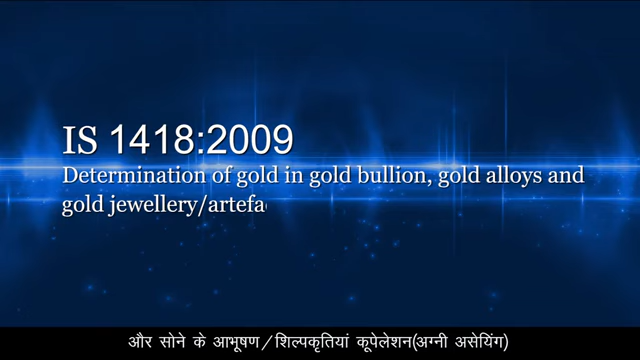 IS 1418:2009
Determination of gold in gold bullion, gold alloys and
gold jewellery/artefa
और सोने के आभूषण/शिल्पकृतियां कूपेलेशन(अग्नी असेयिंग)